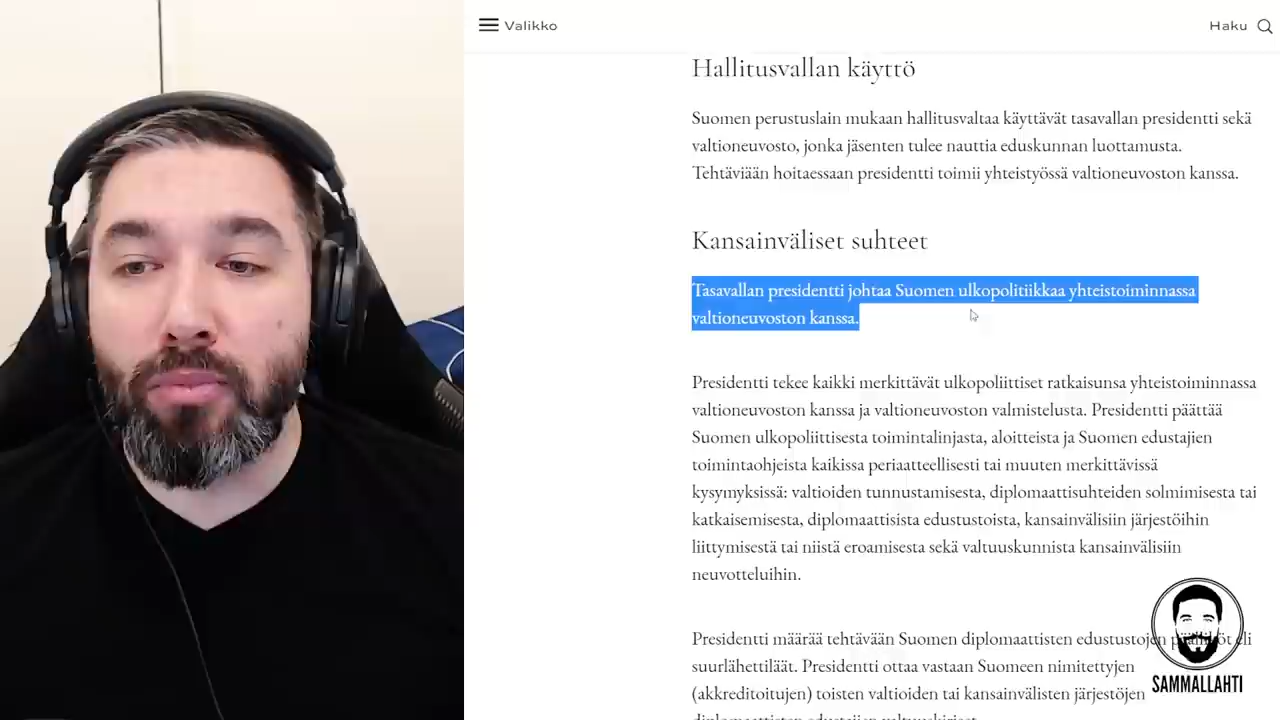 Valikko
Haku
Hallitusvallan käyttö
Suomen perustuslain mukaan hallitusvaltaa käyttävät tasavallan presidentti sekä
valtioneuvosto, jonka jäsenten tulee nauttia eduskunnan luottamusta.
Tehtäviään hoitaessaan presidentti toimii yhteistyössä valtioneuvoston kanssa.
Kansainväliset suhteet
Tasavallan presidentti johtaa Suomen ulkopolitiikkaa yhteistoiminnassa
valtioneuvoston kanssa.
Presidentti tekee kaikki merkittävät ulkopoliittiset ratkaisunsa yhteistoiminnassa
valtioneuvoston kanssa ja valtioneuvoston valmistelusta. Presidentti päättää
Suomen ulkopoliittisesta toimintalinjasta, aloitteista ja Suomen edustajien
toimintaohjeista kaikissa periaatteellisesti tai muuten merkittävissä
kysymyksissä: valtioiden tunnustamisesta, diplomaattisuhteiden solmimisesta tai
katkaisemisesta, diplomaattisista edustustoista, kansainvälisiin järjestöihin
liittymisestä tai niistä eroamisesta sekä valtuuskunnista kansainvälisiin
neuvotteluihin.
Presidentti määrää tehtävään Suomen diplomaattisten edustustojen päälliköt eli
suurlähettiläät. Presidentti ottaa vastaan Suomeen nimitettyjen
(akkreditoitujen) toisten valtioiden tai kansainvälisten järjestöjen
SAMMALLAHTI